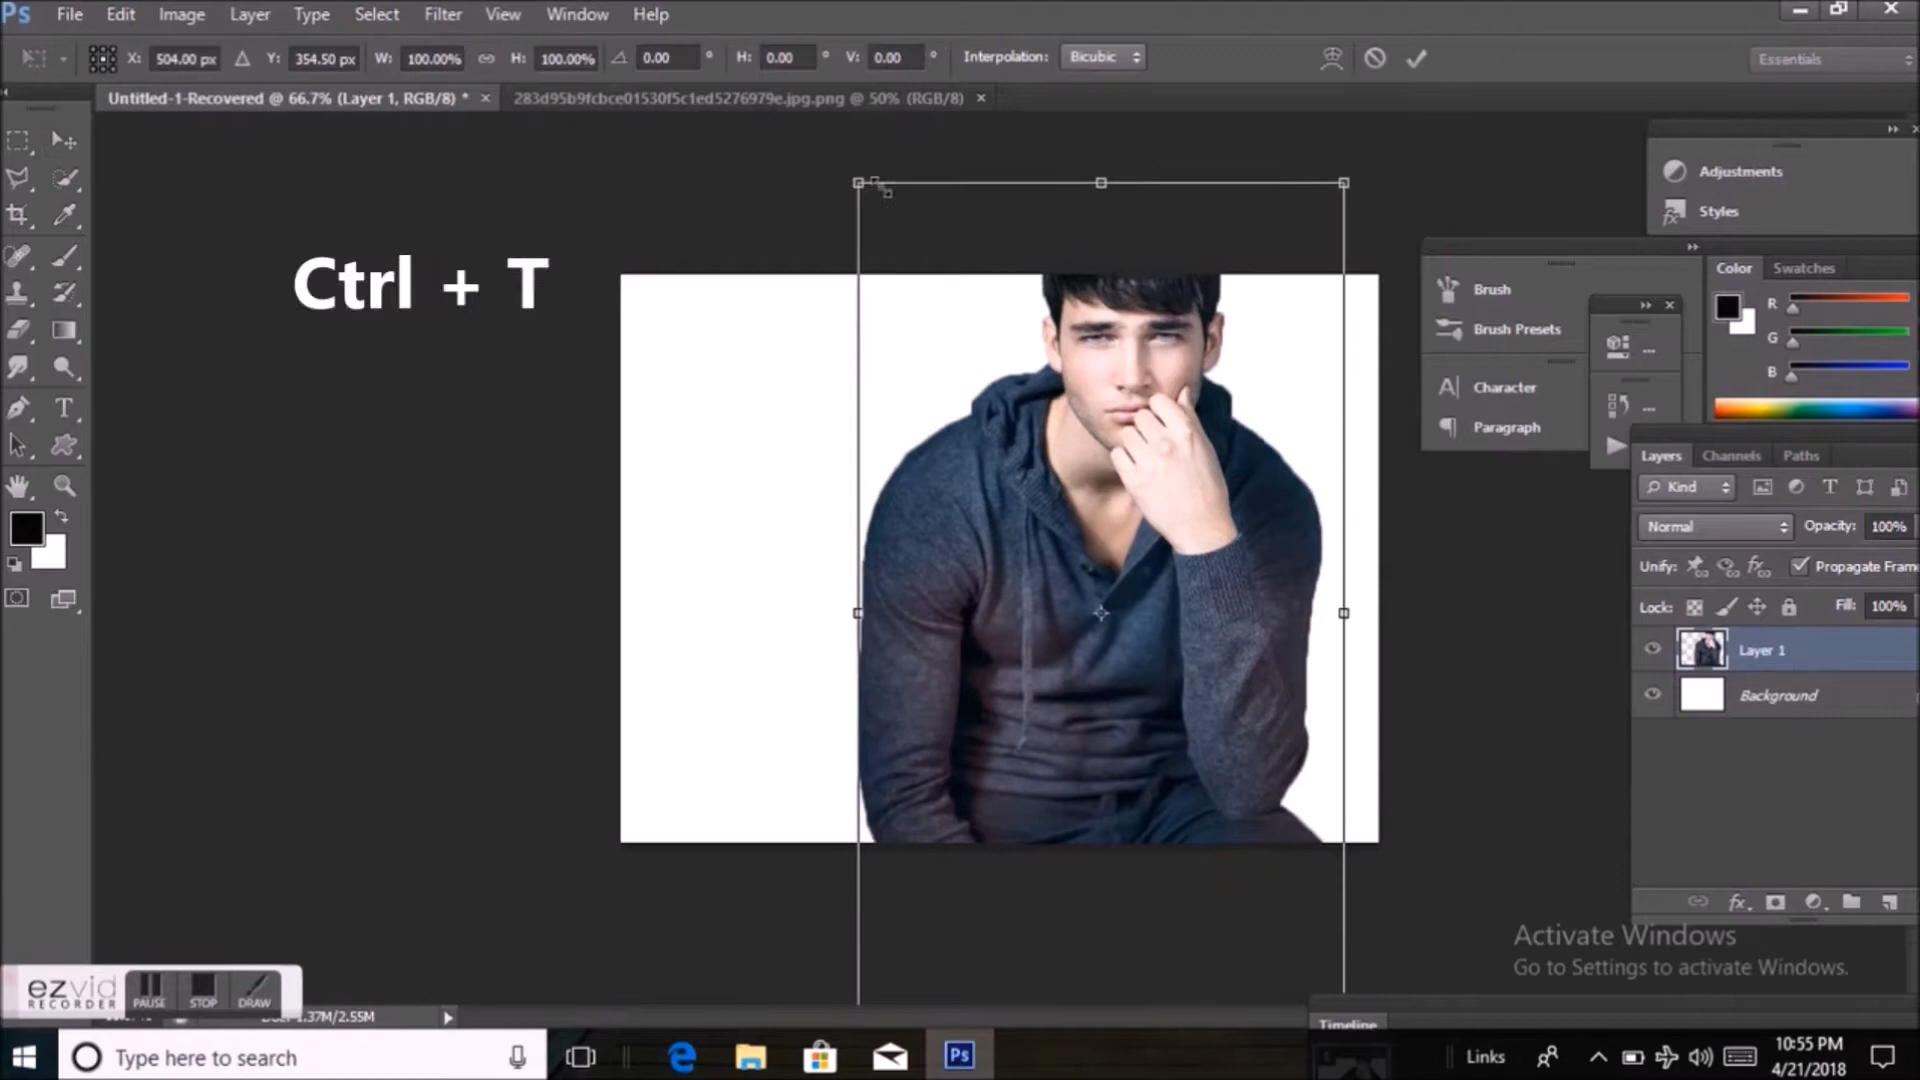 Ps File Edit Image Layer Type Select Filter View Window Help
X: 504.00 px Y: 354.50 px W: 100.00% H: 100.00% 0.00 ° H: 0.00 ° V: 0.00 ° Interpolation: Bicubic Essentials
Untitled-1-Recovered @ 66.7% (Layer 1, RGB/8) * × 283d95b9fcbce01530f5c1ed5276979e.jpg.png @ 50% (RGB/8) ×
Adjustments
Styles
Ctrl + T
Color Swatches
Brush
R
Brush Presets
G
B
Character
Paragraph
Layers Channels Paths
Kind
Normal Opacity: 100%
Unify: Propagate Fram
Lock: Fill: 100%
Layer 1
Background
Activate Windows
Go to Settings to activate Windows.
ezvid
RECORDER
PAUSE STOP DRAW
1.37M/2.55M
Timeline
Type here to search
Ps
Links
10:55 PM
4/21/2018